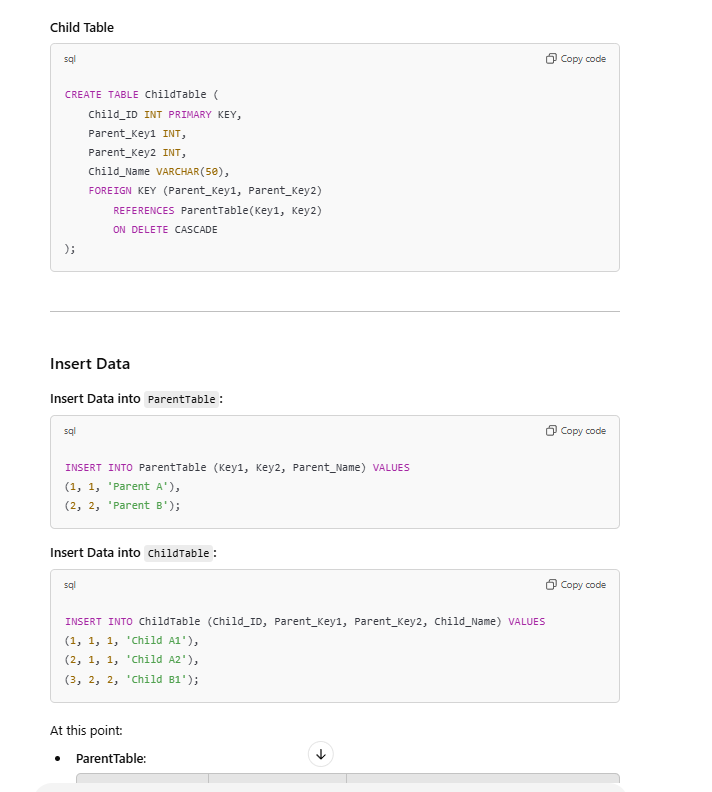 Child Table
sql
Copy code
CREATE TABLE ChildTable (
    Child_ID INT PRIMARY KEY,
    Parent_Key1 INT,
    Parent_Key2 INT,
    Child_Name VARCHAR(50),
    FOREIGN KEY (Parent_Key1, Parent_Key2)
        REFERENCES ParentTable(Key1, Key2)
        ON DELETE CASCADE
);
Insert Data
Insert Data into ParentTable:
sql
Copy code
INSERT INTO ParentTable (Key1, Key2, Parent_Name) VALUES
(1, 1, 'Parent A'),
(2, 2, 'Parent B');
Insert Data into ChildTable:
sql
Copy code
INSERT INTO ChildTable (Child_ID, Parent_Key1, Parent_Key2, Child_Name) VALUES
(1, 1, 1, 'Child A1'),
(2, 1, 1, 'Child A2'),
(3, 2, 2, 'Child B1');
At this point:
• ParentTable: